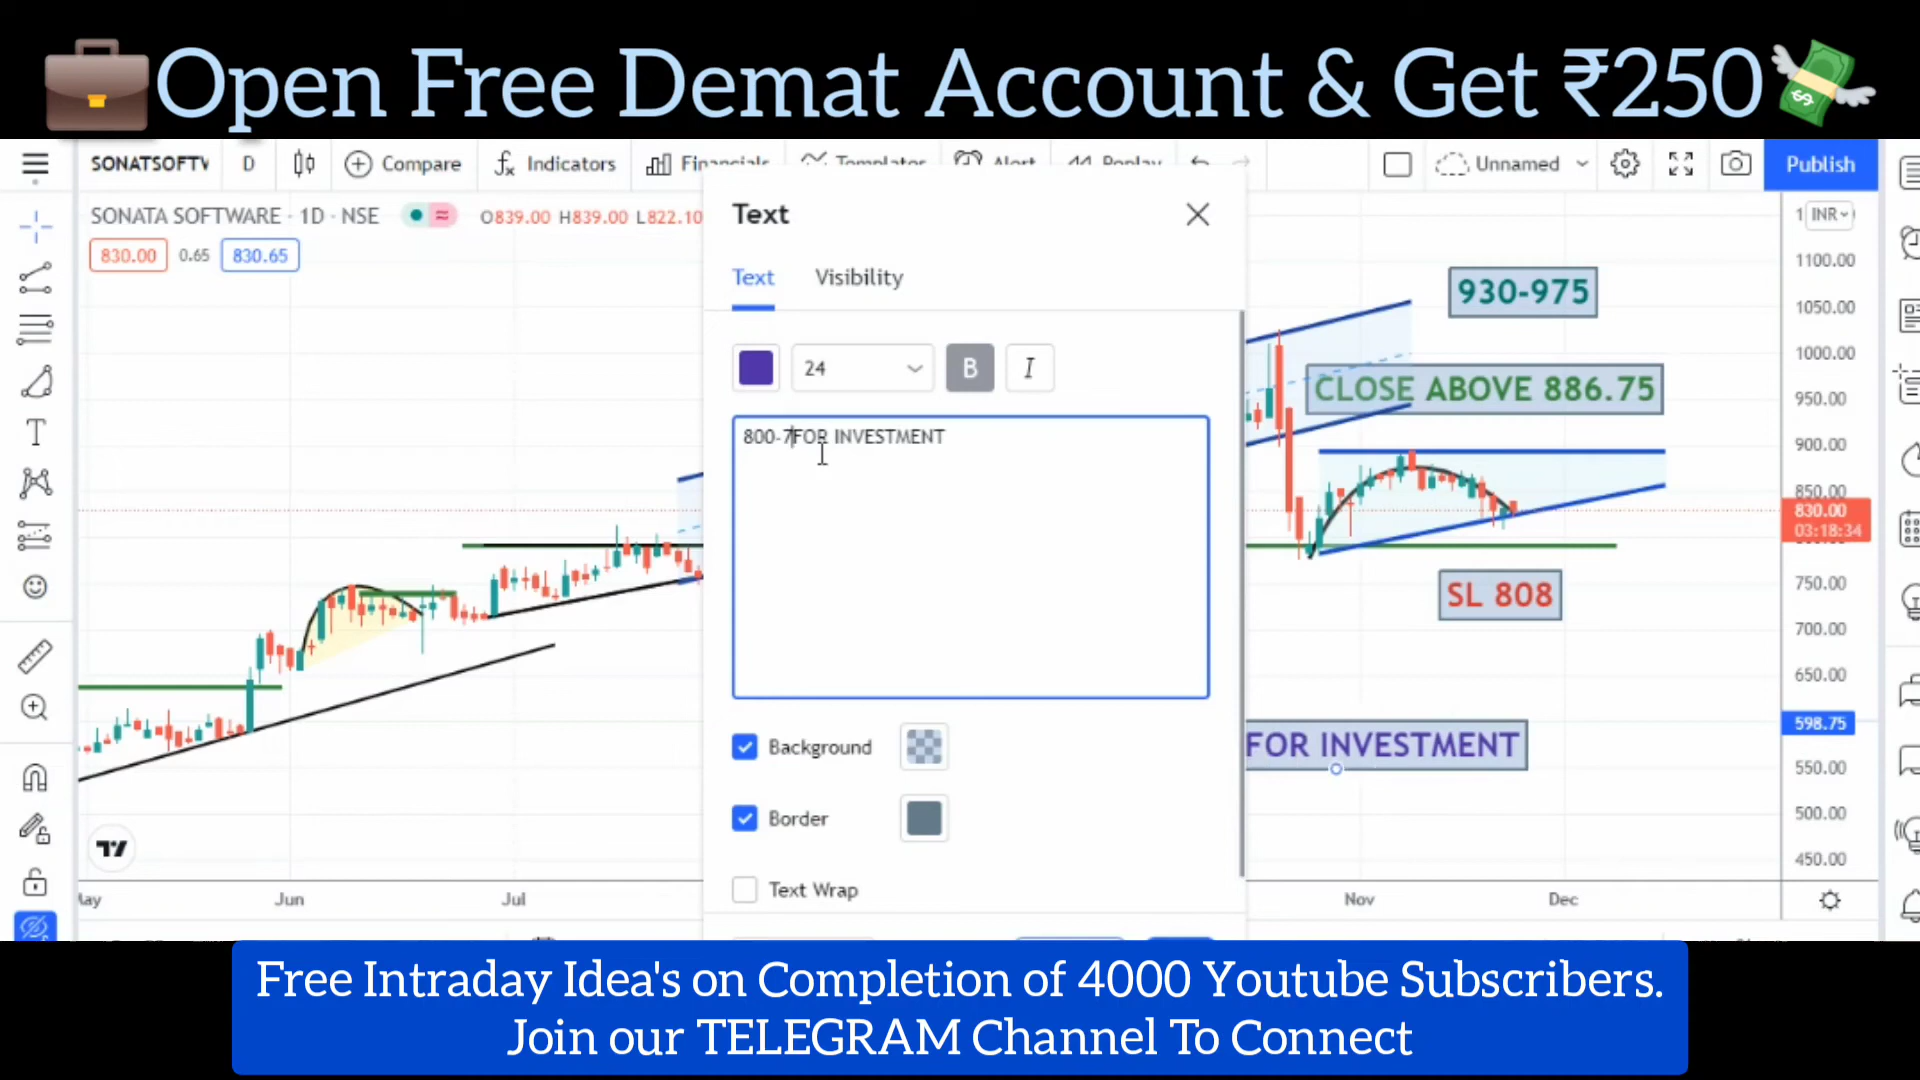 Open Free Demat Account & Get ₹250
SONATSOFTV
D
Compare
Indicators
Financials
Templates
Alert
Replay
Unnamed
Publish
SONATA SOFTWARE · 1D · NSE
O839.00 H839.00 L822.10
830.00
0.65
830.65
Text
Text
Visibility
24
B
I
800-7FOR INVESTMENT
Background
Border
Text Wrap
930-975
CLOSE ABOVE 886.75
SL 808
FOR INVESTMENT
INR
1100.00
1050.00
1000.00
950.00
900.00
850.00
830.00
03:18:34
750.00
700.00
650.00
598.75
550.00
500.00
450.00
Jun
Jul
Nov
Dec
Free Intraday Idea's on Completion of 4000 Youtube Subscribers.
Join our TELEGRAM Channel To Connect